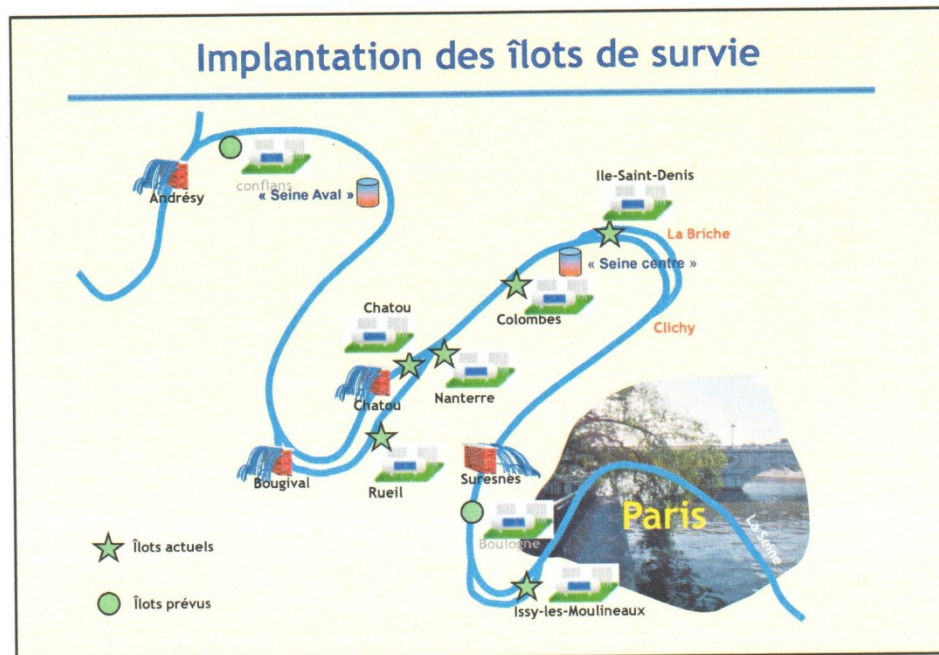 Implantation des îlots de survie
conflans
Andrésy
« Seine Aval »
Ile-Saint-Denis
La Briche
« Seine centre »
Colombes
Clichy
Chatou
Chatou
Nanterre
Bougival
Rueil
Suresnes
Boulogne
Paris
La Seine
Issy-les-Moulineaux
Îlots actuels
Îlots prévus